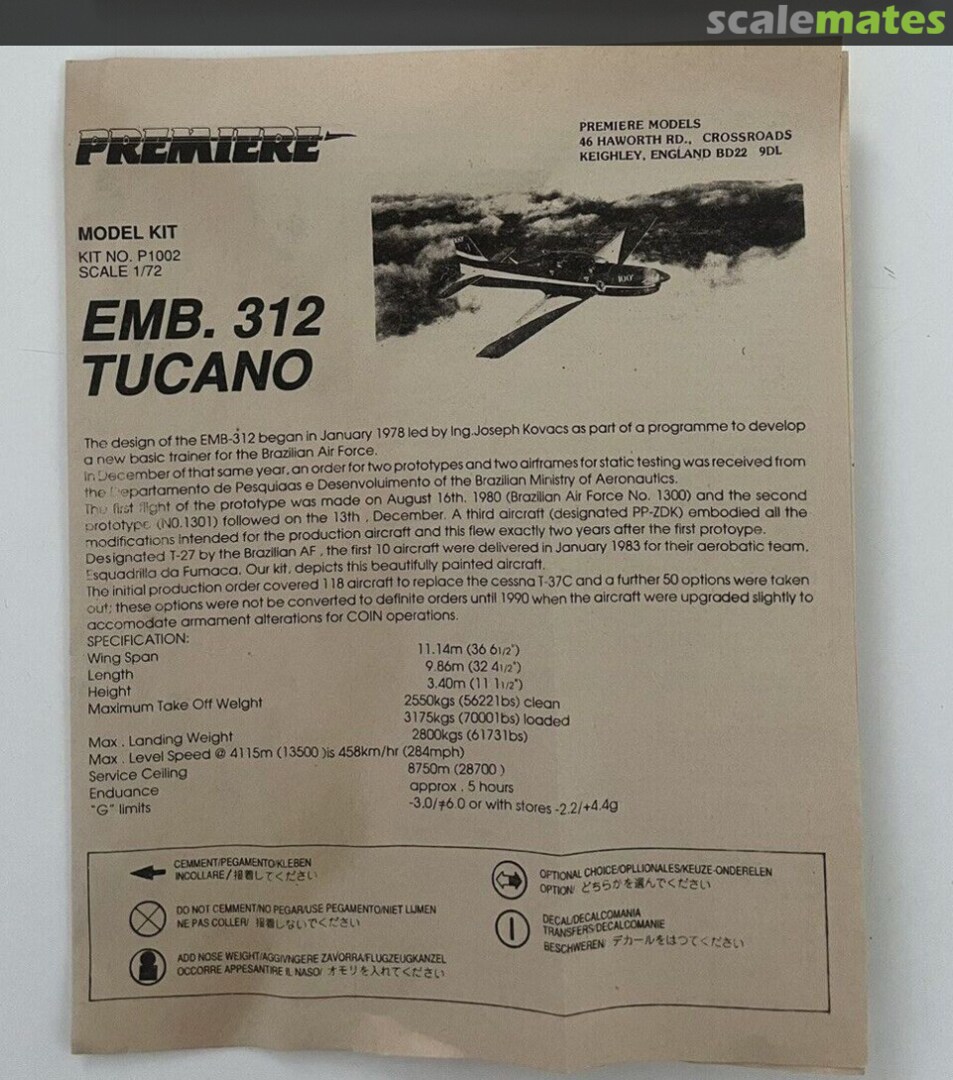 scalemates
PREMIERE
PREMIERE MODELS
46 HAWORTH RD., CROSSROADS
KEIGHLEY, ENGLAND BD22 9DL
MODEL KIT
KIT NO. P1002
SCALE 1/72
EMB. 312
TUCANO
The design of the EMB-312 began in January 1978 led by Ing.Joseph Kovacs as part of a programme to develop
a new basic trainer for the Brazilian Air Force.
In December of that same year, an order for two prototypes and two airframes for static testing was received from
the Departamento de Pesquiaas e Desenvoluimento of the Brazilian Ministry of Aeronautics.
The first flight of the prototype was made on August 16th. 1980 (Brazilian Air Force No. 1300) and the second
prototype (N0.1301) followed on the 13th . December. A third aircraft (designated PP-ZDK) embodied all the
modifications intended for the production aircraft and this flew exactly two years after the first protoype.
Designated T-27 by the Brazilian AF , the first 10 aircraft were delivered in January 1983 for their aerobatic team,
Esquadrilla da Fumaca. Our kit, depicts this beautifully painted aircraft.
The initial production order covered 118 aircraft to replace the cessna T-37C and a further 50 options were taken
out; these options were not be converted to definite orders until 1990 when the aircraft were upgraded slightly to
accomodate armament alterations for COIN operations.
SPECIFICATION:
Wing Span 11.14m (36 61/2")
Length 9.86m (32 41/2")
Height 3.40m (11 11/2")
Maximum Take Off Weight 2550kgs (56221bs) clean
3175kgs (70001bs) loaded
Max . Landing Weight 2800kgs (61731bs)
Max . Level Speed @ 4115m (13500 )is 458km/hr (284mph)
Service Ceiling 8750m (28700 )
Enduance approx . 5 hours
"G" limits -3.0/+6.0 or with stores -2.2/+4.4g
CEMMENT/PEGAMENTO/KLEBEN
INCOLLARE/接着してください
DO NOT CEMMENT/NO PEGAR/USE PEGAMENTO/NIET LIJMEN
NE PAS COLLER/ 接着しないでください
ADD NOSE WEIGHT/AGGIVNGERE ZAVORRA/FLUGZEUGKANZEL
OCCORRE APPESANTIRE IL NASO/ オモリを入れてください
OPTIONAL CHOICE/OPLLIONALES/KEUZE-ONDERELEN
OPTION/ どちらかを選んでください
DECAL/DECALCOMANIA
TRANSFERS/DECALCOMANIE
BESCHWEREN/ デカールをはってください